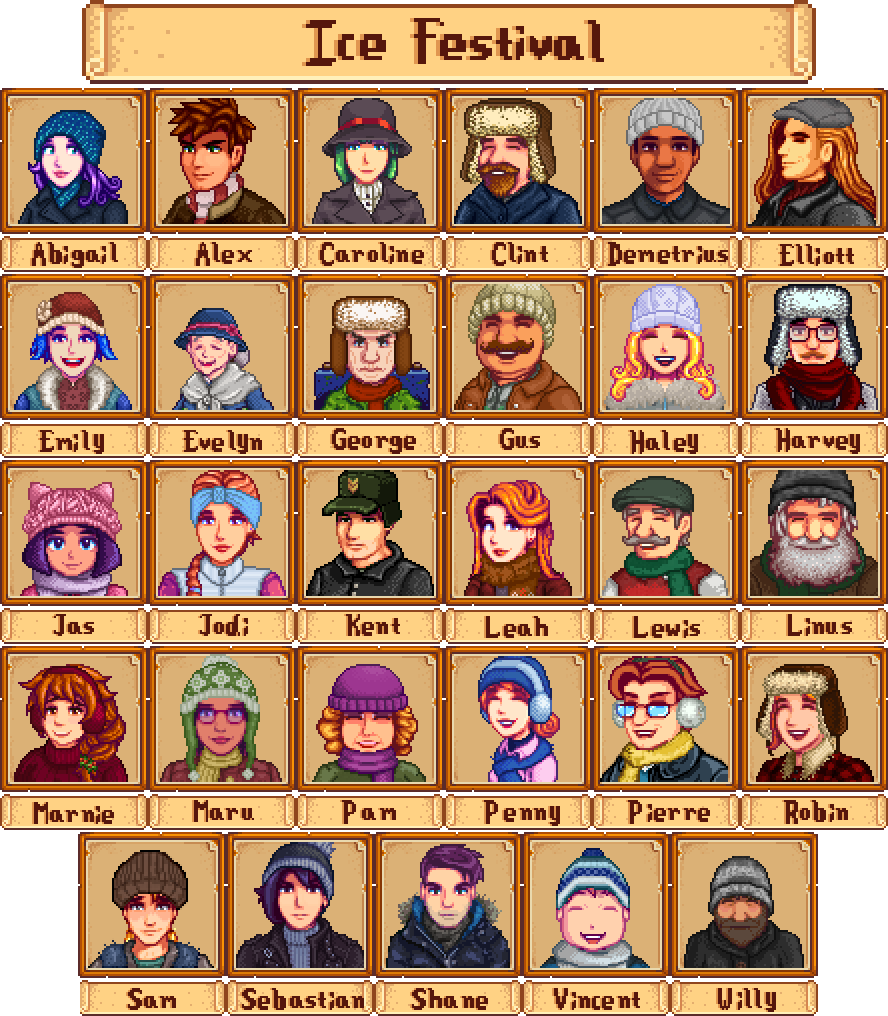 Ice Festival
Abigail Alex Caroline Clint Demetrius Elliott
Emily Evelyn George Gus Haley Harvey
Jas Jodi Kent Leah Lewis Linus
Marnie Maru Pam Penny Pierre Robin
Sam Sebastian Shane Vincent Willy